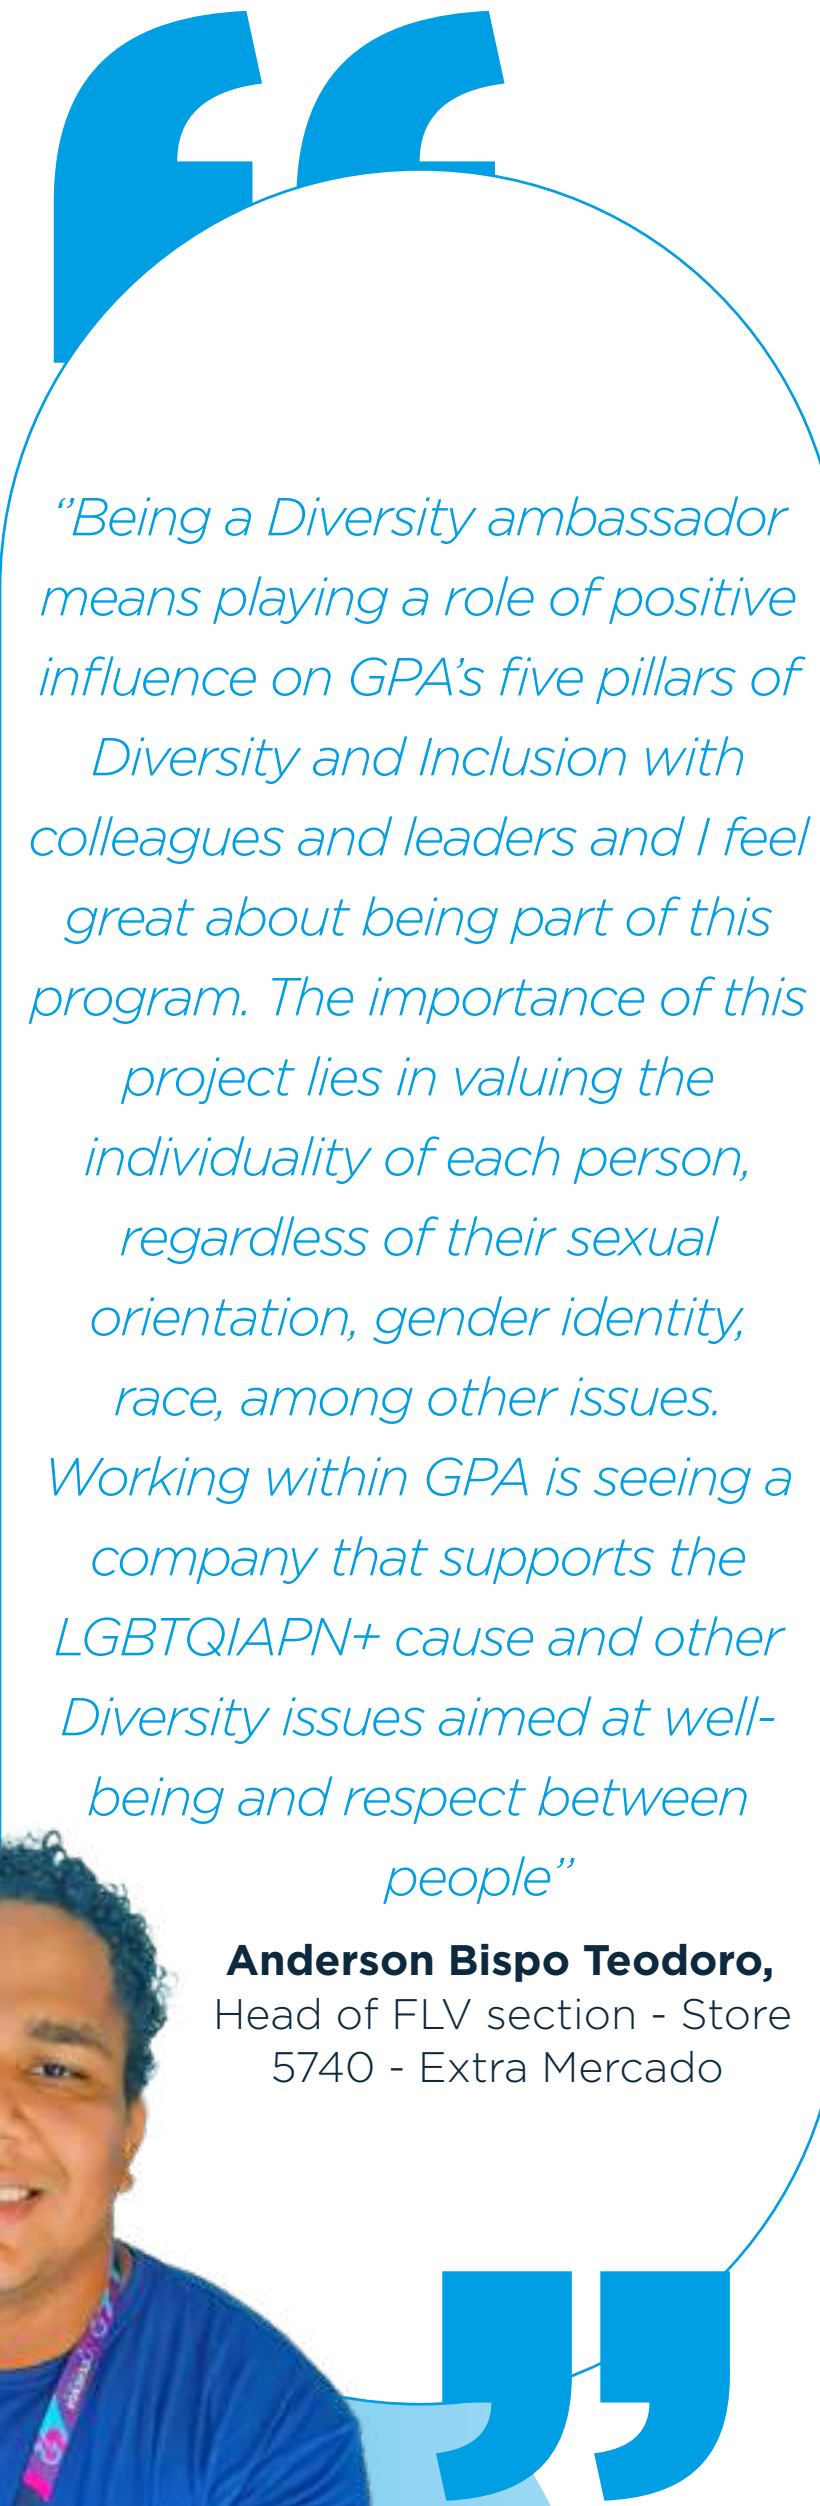 “Being a Diversity ambassador
means playing a role of positive
influence on GPA’s five pillars of
Diversity and Inclusion with
colleagues and leaders and I feel
great about being part of this
program. The importance of this
project lies in valuing the
individuality of each person,
regardless of their sexual
orientation, gender identity,
race, among other issues.
Working within GPA is seeing a
company that supports the
LGBTQIAPN+ cause and other
Diversity issues aimed at well-
being and respect between
people”
Anderson Bispo Teodoro,
Head of FLV section - Store
5740 - Extra Mercado